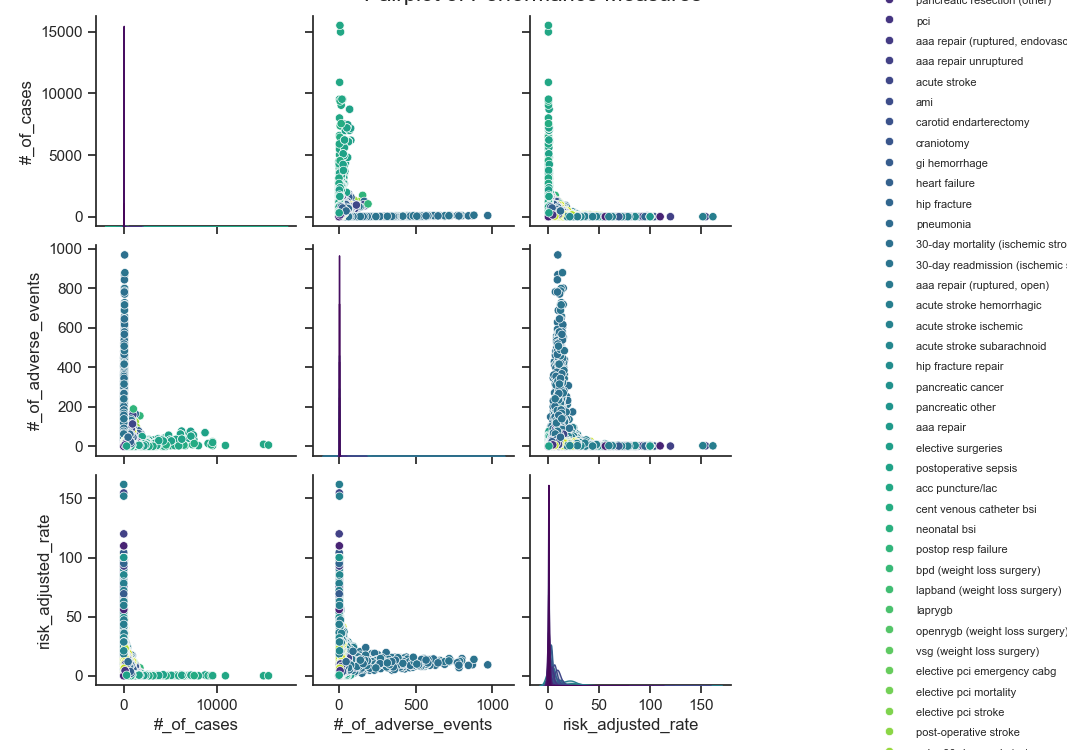 Pairplot of Performance Measures
15000
10000
5000
0
#_of_cases
1000
800
600
400
200
0
#_of_adverse_events
150
100
50
0
risk_adjusted_rate
0 10000
#_of_cases
0 500 1000
#_of_adverse_events
0 50 100 150
risk_adjusted_rate
pancreatic resection (other)
pci
aaa repair (ruptured, endovasc
aaa repair unruptured
acute stroke
ami
carotid endarterectomy
craniotomy
gi hemorrhage
heart failure
hip fracture
pneumonia
30-day mortality (ischemic stro
30-day readmission (ischemic s
aaa repair (ruptured, open)
acute stroke hemorrhagic
acute stroke ischemic
acute stroke subarachnoid
hip fracture repair
pancreatic cancer
pancreatic other
aaa repair
elective surgeries
postoperative sepsis
acc puncture/lac
cent venous catheter bsi
neonatal bsi
postop resp failure
bpd (weight loss surgery)
lapband (weight loss surgery)
laprygb
openrygb (weight loss surgery)
vsg (weight loss surgery)
elective pci emergency cabg
elective pci mortality
elective pci stroke
post-operative stroke